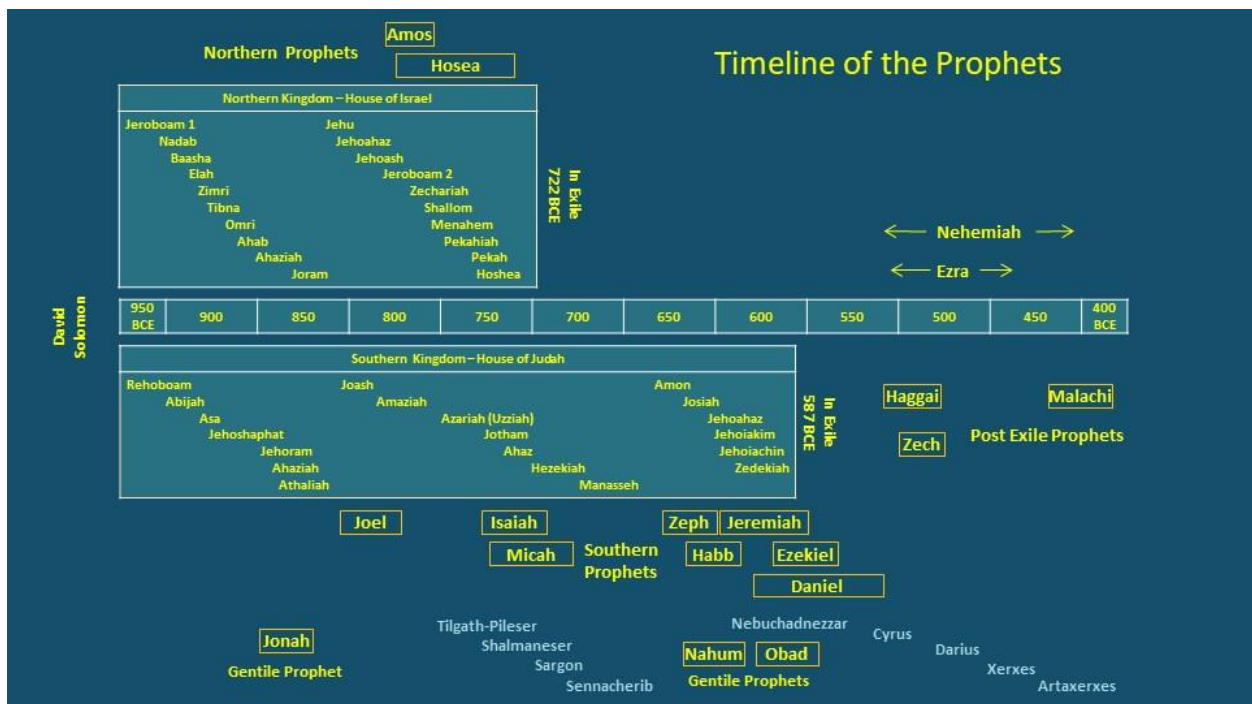 Amos
Northern Prophets
Hosea
Timeline of the Prophets
Northern Kingdom – House of Israel
Jeroboam 1
Nadab
Baasha
Elah
Zimri
Tibna
Omri
Ahab
Ahaziah
Joram
Jehu
Jehoahaz
Jehoash
Jeroboam 2
Zechariah
Shallom
Menahem
Pekahiah
Pekah
Hoshea
In Exile
722 BCE
Nehemiah
Ezra
David
Solomon
950
BCE
900
850
800
750
700
650
600
550
500
450
400
BCE
Southern Kingdom – House of Judah
Rehoboam
Abijah
Asa
Jehoshaphat
Jehoram
Ahaziah
Athaliah
Joash
Amaziah
Azariah (Uzziah)
Jotham
Ahaz
Hezekiah
Manasseh
Amon
Josiah
Jehoahaz
Jehoiakim
Jehoiachin
Zedekiah
In Exile
587 BCE
Haggai
Malachi
Zech
Post Exile Prophets
Joel
Isaiah
Micah
Southern
Prophets
Zeph
Jeremiah
Habb
Ezekiel
Daniel
Jonah
Gentile Prophet
Tilgath-Pileser
Shalmaneser
Sargon
Sennacherib
Nebuchadnezzar
Nahum
Obad
Gentile Prophets
Cyrus
Darius
Xerxes
Artaxerxes